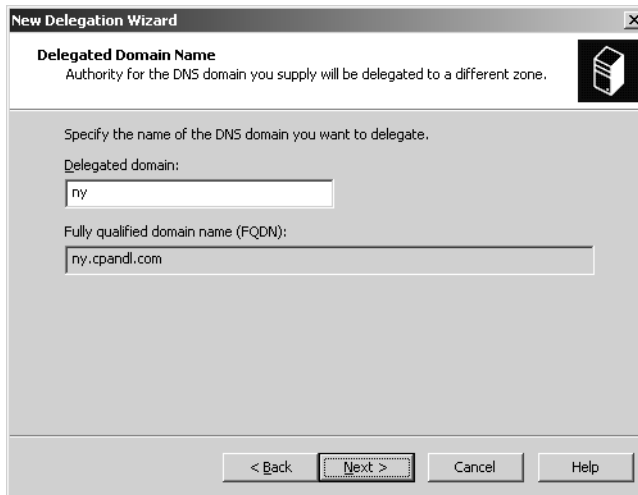 New Delegation Wizard
Delegated Domain Name
Authority for the DNS domain you supply will be delegated to a different zone.
Specify the name of the DNS domain you want to delegate.
Delegated domain:
ny
Fully qualified domain name (FQDN):
ny.cpandl.com
< Back Next > Cancel Help